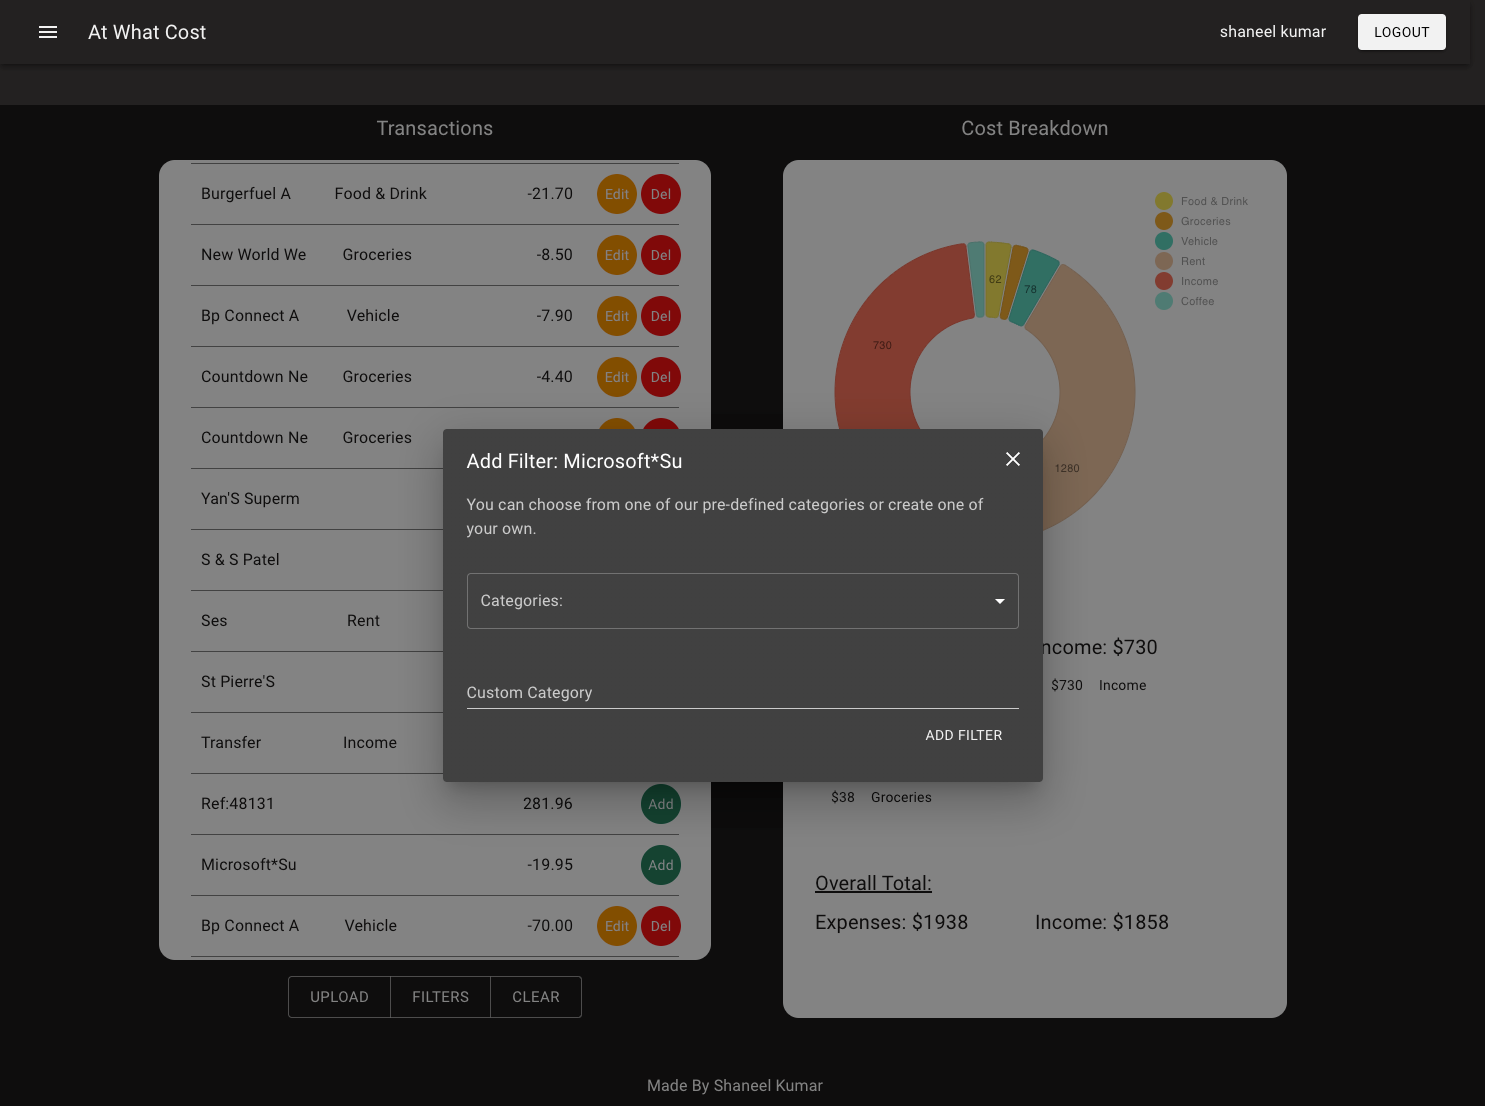 At What Cost
shaneel kumar
LOGOUT
Transactions
Burgerfuel A Food & Drink -21.70 Edit Del
New World We Groceries -8.50 Edit Del
Bp Connect A Vehicle -7.90 Edit Del
Countdown Ne Groceries -4.40 Edit Del
Countdown Ne Groceries
Yan'S Superm
S & S Patel
Ses Rent
St Pierre'S
Transfer Income
Ref:48131 281.96 Add
Microsoft*Su -19.95 Add
Bp Connect A Vehicle -70.00 Edit Del
UPLOAD FILTERS CLEAR
Add Filter: Microsoft*Su
You can choose from one of our pre-defined categories or create one of
your own.
Categories:
Custom Category
ADD FILTER
Cost Breakdown
Food & Drink
Groceries
Vehicle
Rent
Income
Coffee
62
78
730
1280
ncome: $730
$730 Income
$38 Groceries
Overall Total:
Expenses: $1938 Income: $1858
Made By Shaneel Kumar